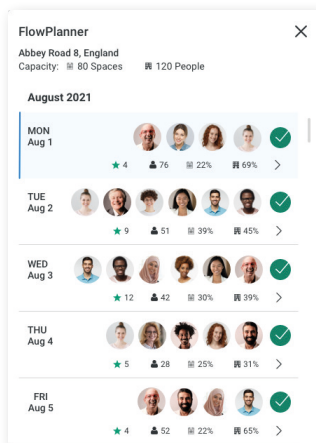 FlowPlanner
Abbey Road 8, England
Capacity: 80 Spaces 120 People
August 2021
MON
Aug 1
4 76 22% 69%
TUE
Aug 2
9 51 39% 45%
WED
Aug 3
12 42 30% 39%
THU
Aug 4
5 28 25% 31%
FRI
Aug 5
4 52 22% 65%